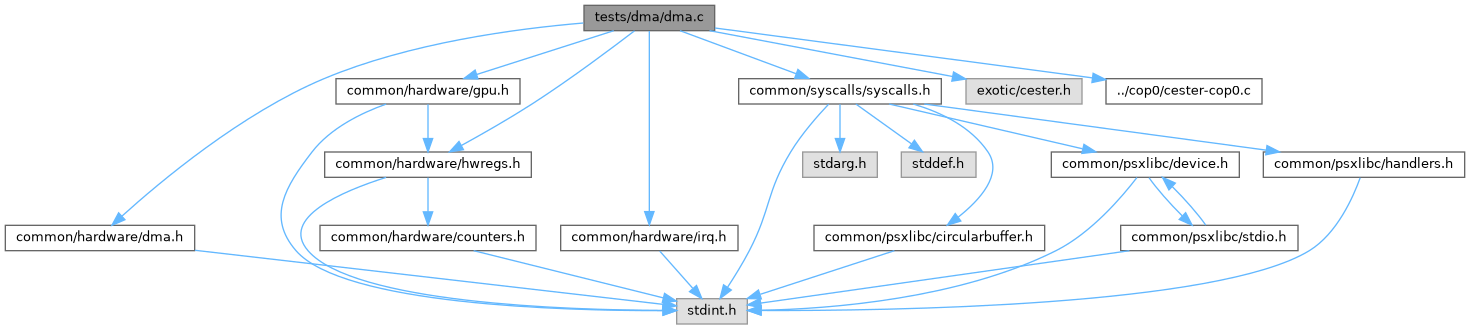 tests/dma/dma.c
common/hardware/gpu.h
common/syscalls/syscalls.h
exotic/cester.h
../cop0/cester-cop0.c
common/hardware/hwregs.h
stdarg.h
stddef.h
common/psxlibc/device.h
common/psxlibc/handlers.h
common/hardware/dma.h
common/hardware/counters.h
common/hardware/irq.h
common/psxlibc/circularbuffer.h
common/psxlibc/stdio.h
stdint.h